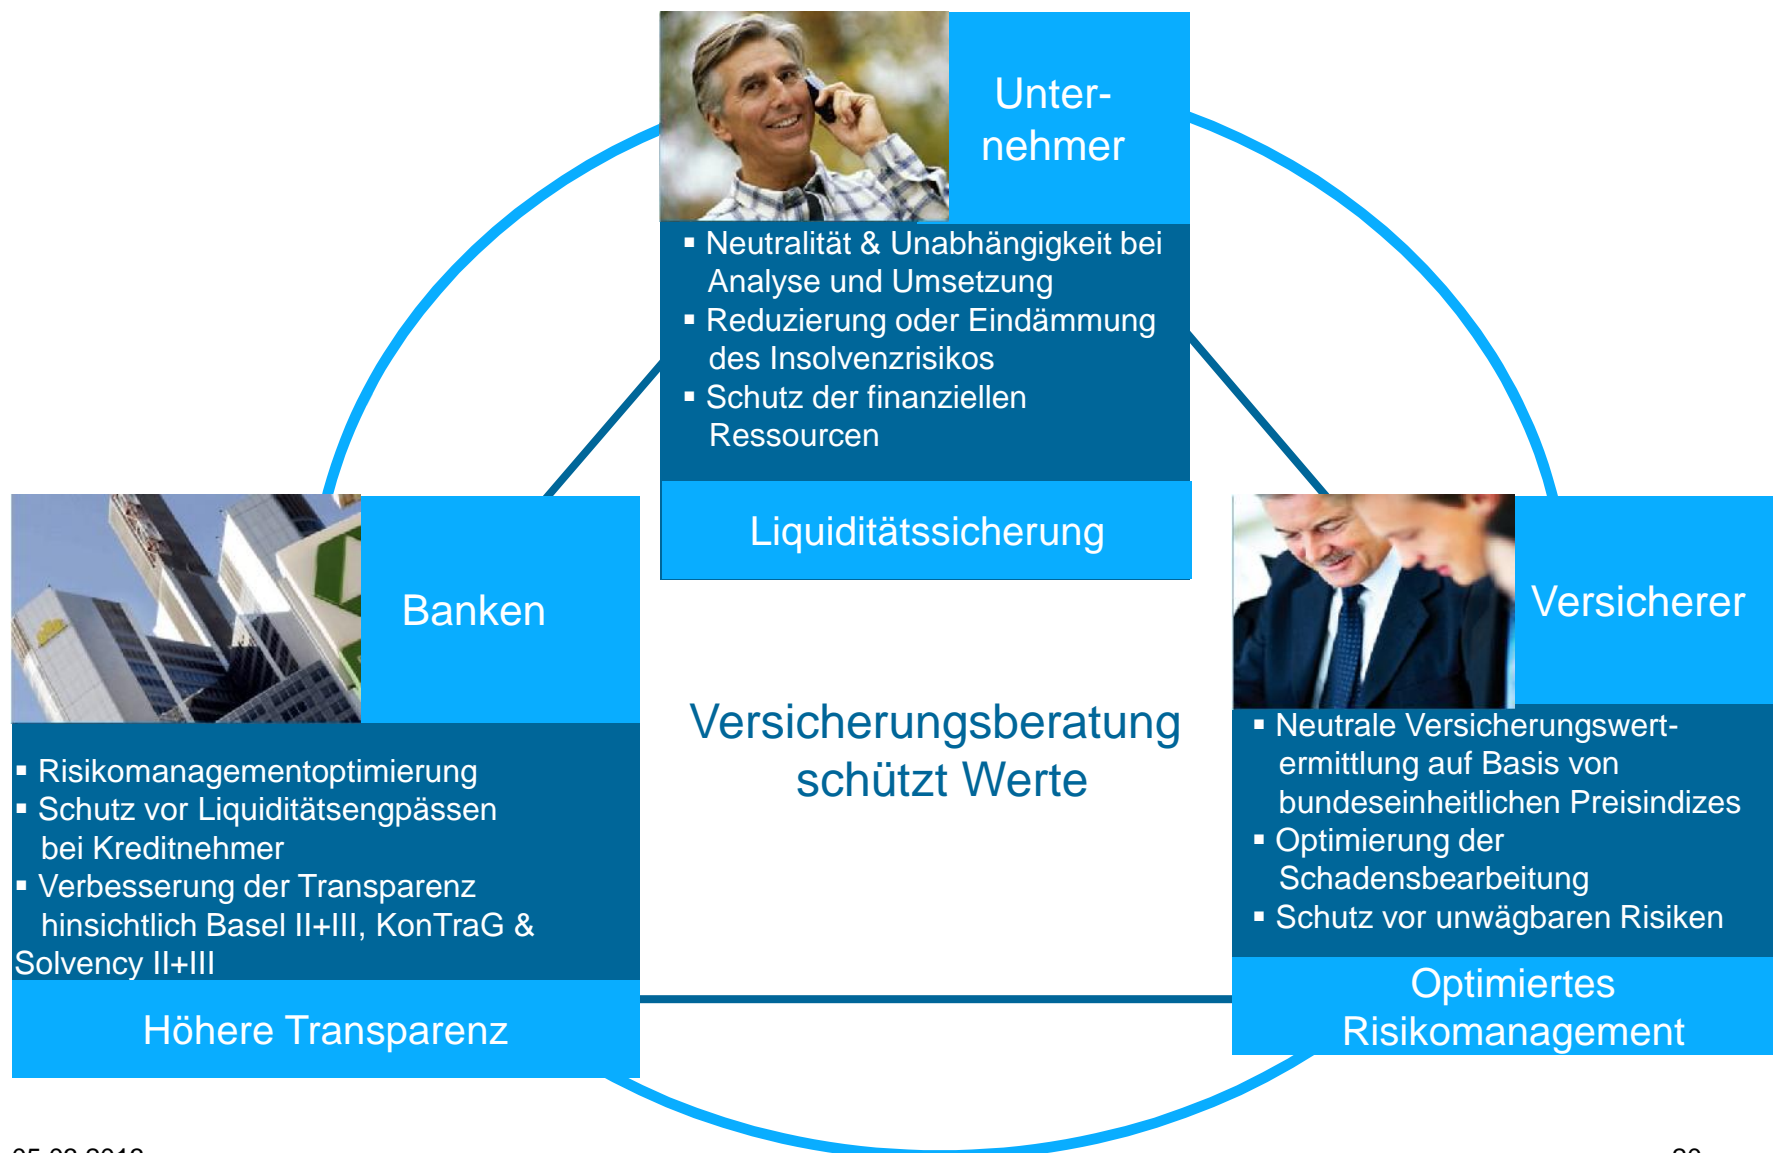 Unter-
nehmer
▪ Neutralität & Unabhängigkeit bei
Analyse und Umsetzung
▪ Reduzierung oder Eindämmung
des Insolvenzrisikos
▪ Schutz der finanziellen
Ressourcen
Liquiditätssicherung
Banken
▪ Risikomanagementoptimierung
▪ Schutz vor Liquiditätsengpässen
bei Kreditnehmer
▪ Verbesserung der Transparenz
hinsichtlich Basel II+III, KonTraG &
Solvency II+III
Höhere Transparenz
Versicherungsberatung
schützt Werte
Versicherer
▪ Neutrale Versicherungswert-
ermittlung auf Basis von
bundeseinheitlichen Preisindizes
▪ Optimierung der
Schadensbearbeitung
▪ Schutz vor unwägbaren Risiken
Optimiertes
Risikomanagement